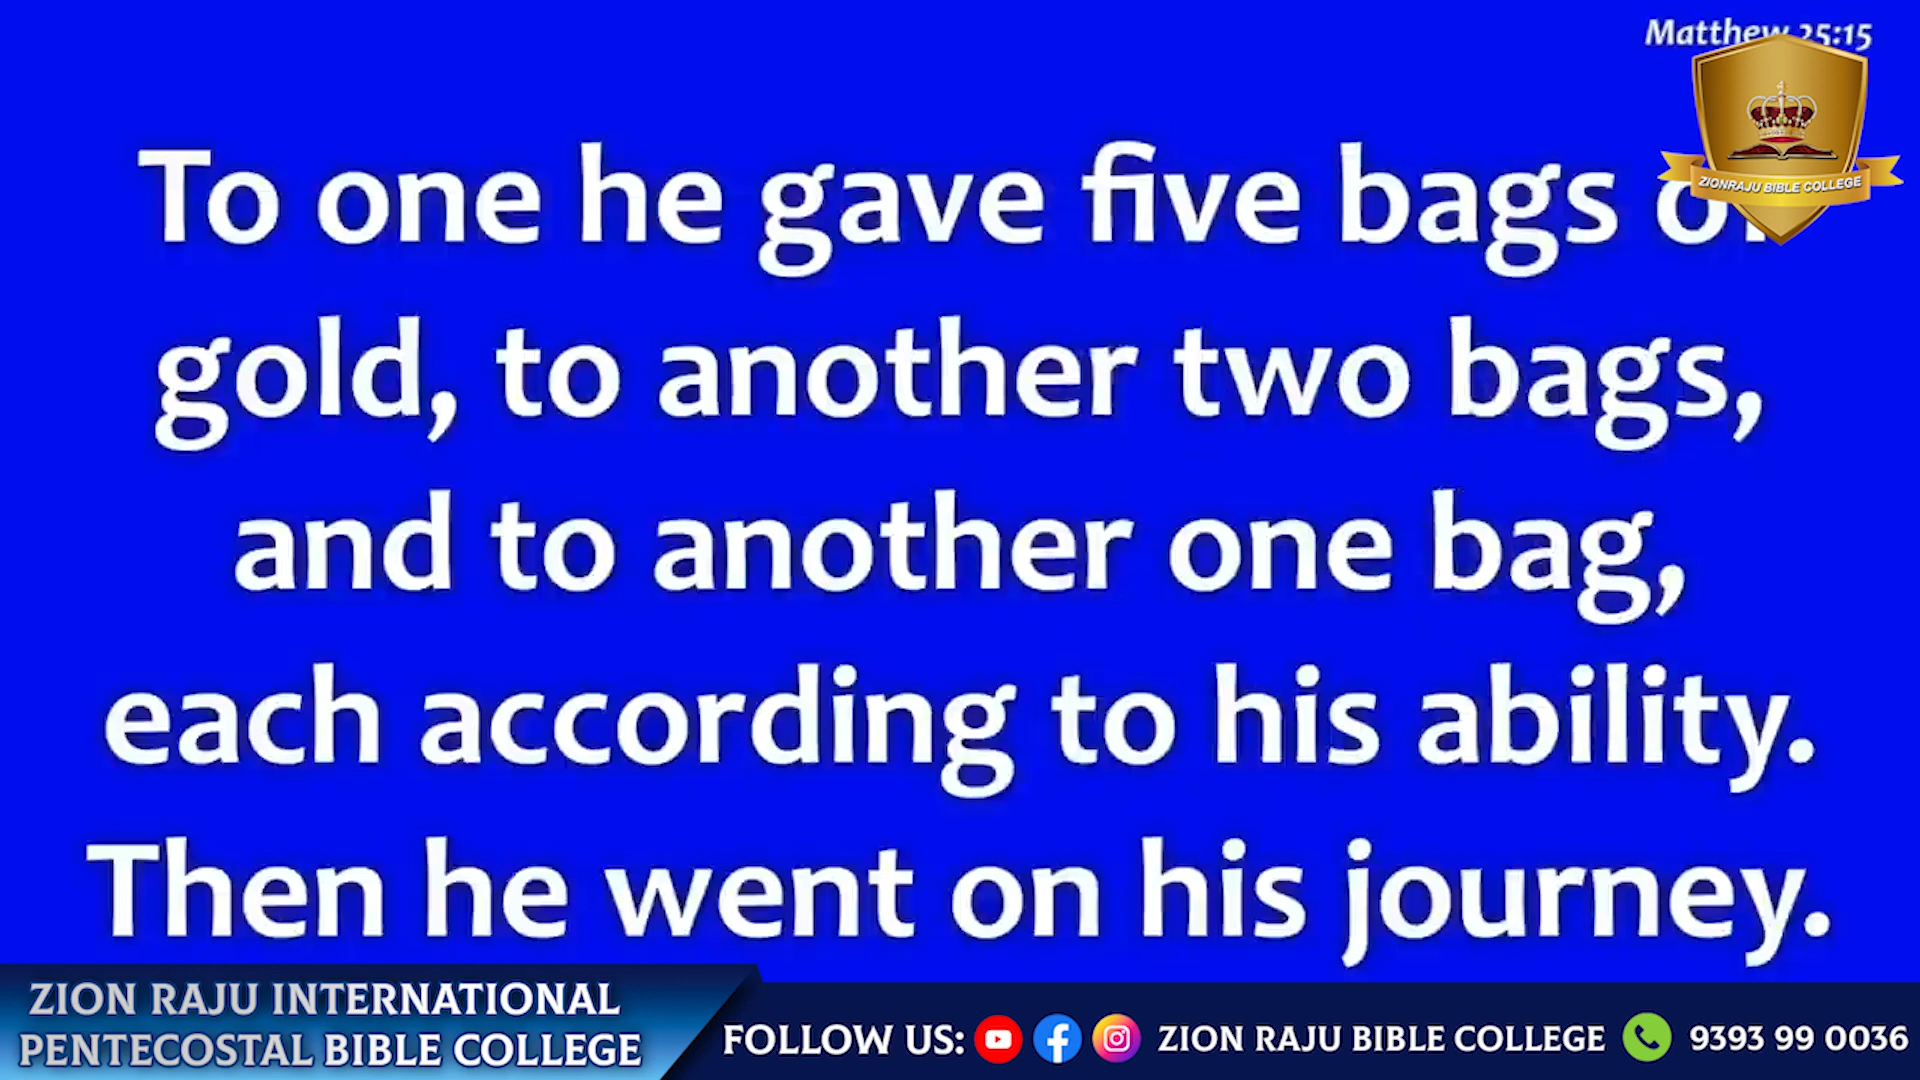 Matthew 25:15
ZIONRAJU BIBLE COLLEGE
To one he gave five bags of
gold, to another two bags,
and to another one bag,
each according to his ability.
Then he went on his journey.
ZION RAJU INTERNATIONAL
PENTECOSTAL BIBLE COLLEGE
FOLLOW US: ZION RAJU BIBLE COLLEGE 9393 99 0036